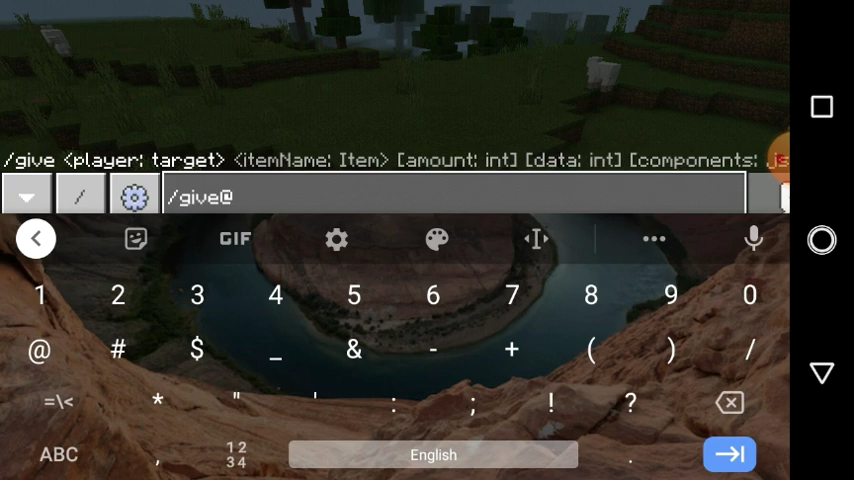 /give <player: target> <itemName: Item> [amount: int] [data: int] [components: .js
/
/give@
GIF
1 2 3 4 5 6 7 8 9 0
@ # $ _ & - + ( ) /
=\< * " ' : ; ! ?
ABC , 12 34 English .